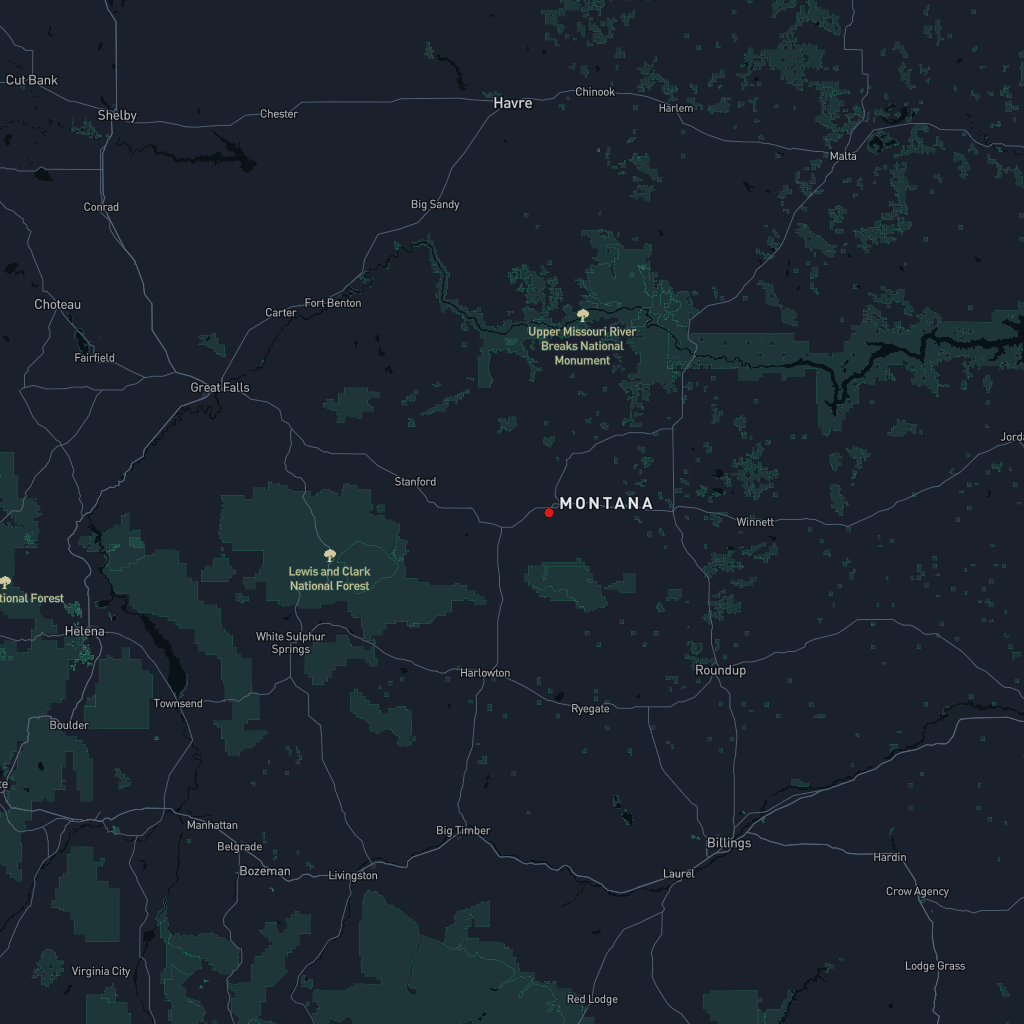 Cut Bank
Havre
Chinook
Shelby
Chester
Harlem
Malta
Conrad
Big Sandy
Choteau
Fort Benton
Carter
Upper Missouri River
Breaks National
Monument
Fairfield
Great Falls
Jorda
Stanford
MONTANA
Winnett
Lewis and Clark
National Forest
tional Forest
Helena
White Sulphur
Springs
Harlowton
Roundup
Townsend
Ryegate
Boulder
te
Manhattan
Big Timber
Belgrade
Billings
Hardin
Bozeman
Livingston
Laurel
Crow Agency
Virginia City
Lodge Grass
Red Lodge